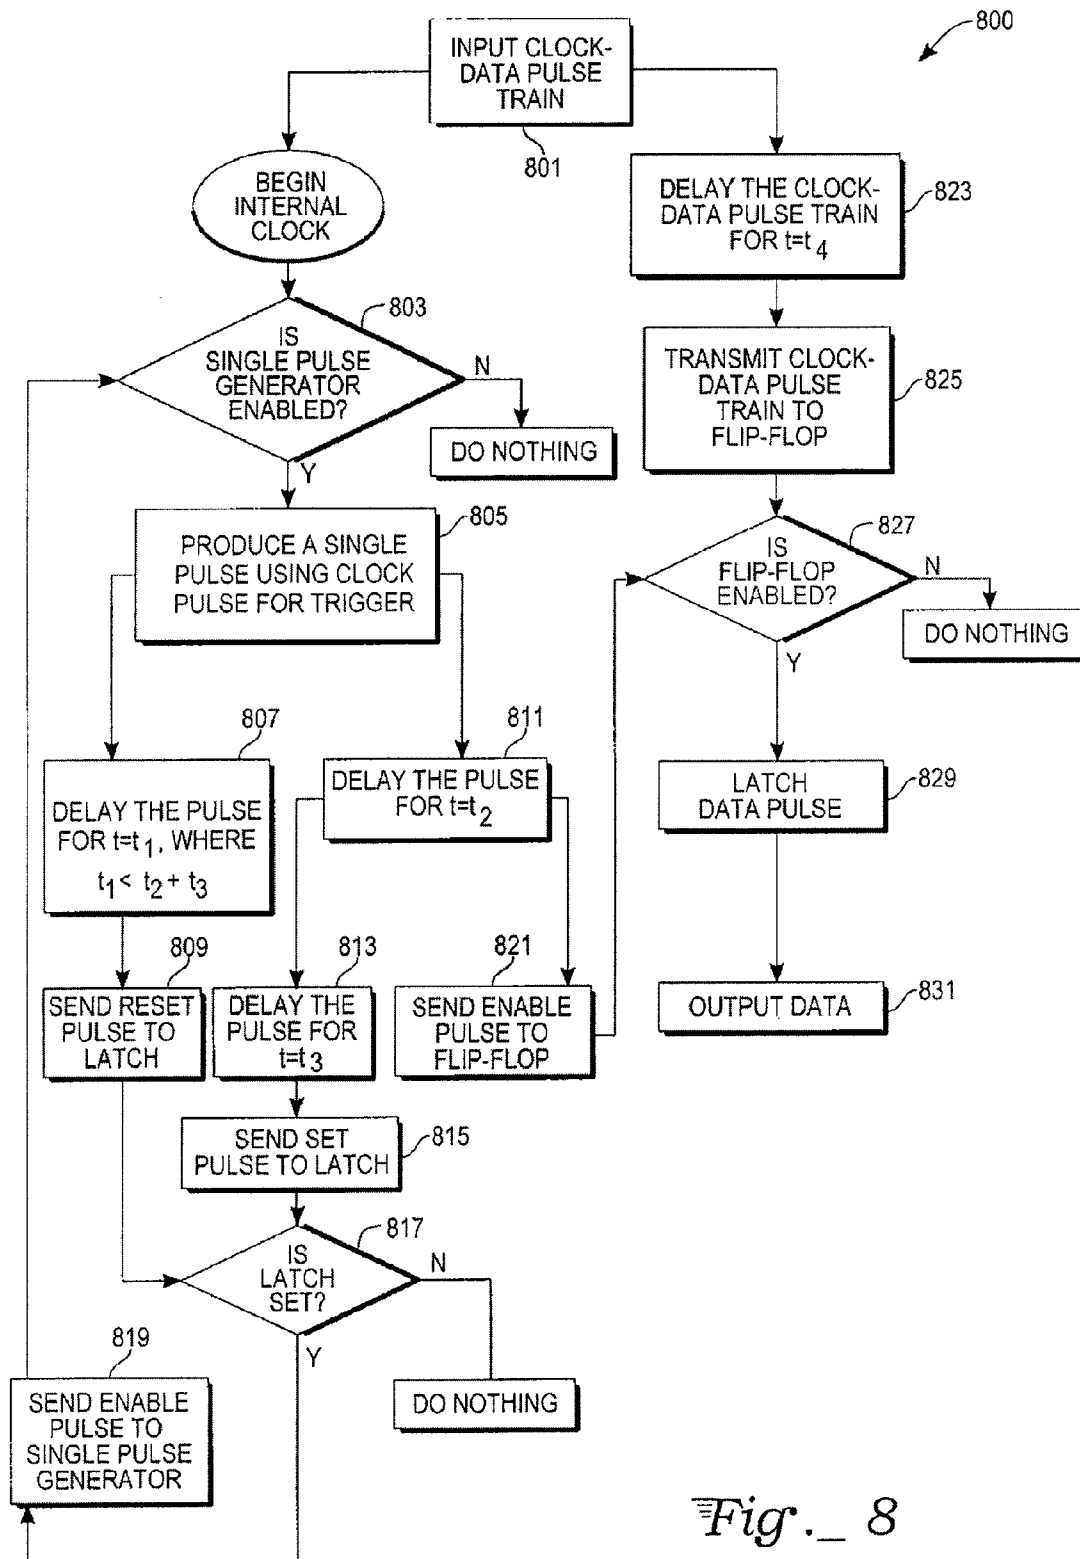 800
INPUT CLOCK-
DATA PULSE
TRAIN
801
BEGIN
INTERNAL
CLOCK
DELAY THE CLOCK-
DATA PULSE TRAIN
FOR t=t4
823
803
IS
SINGLE PULSE
GENERATOR
ENABLED?
N
Y
DO NOTHING
TRANSMIT CLOCK-
DATA PULSE
TRAIN TO
FLIP-FLOP
825
805
PRODUCE A SINGLE
PULSE USING CLOCK
PULSE FOR TRIGGER
827
IS
FLIP-FLOP
ENABLED?
N
Y
DO NOTHING
807
DELAY THE PULSE
FOR t=t1, WHERE
t1< t2 + t3
811
DELAY THE PULSE
FOR t=t2
LATCH
DATA PULSE
829
809
SEND RESET
PULSE TO
LATCH
813
DELAY THE
PULSE FOR
t=t3
821
SEND ENABLE
PULSE TO
FLIP-FLOP
OUTPUT DATA
831
SEND SET
PULSE TO LATCH
815
817
IS
LATCH
SET?
N
Y
DO NOTHING
819
SEND ENABLE
PULSE TO
SINGLE PULSE
GENERATOR
Fig._ 8